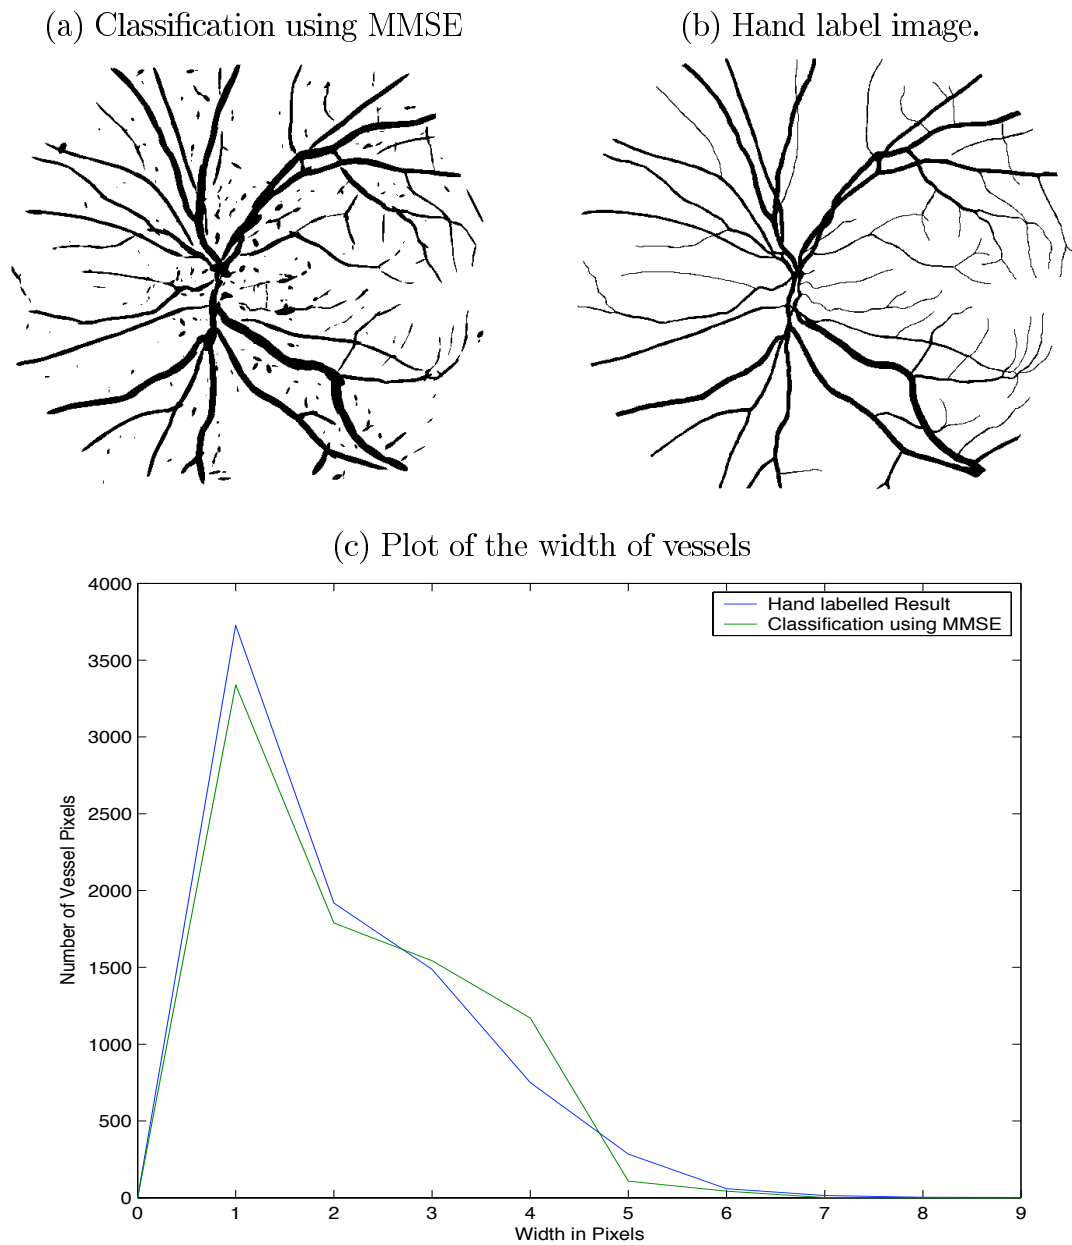 (a) Classification using MMSE
(b) Hand label image.
(c) Plot of the width of vessels
4000
3500
3000
2500
2000
1500
1000
500
0
Number of Vessel Pixels
Hand labelled Result
Classification using MMSE
0 1 2 3 4 5 6 7 8 9
Width in Pixels